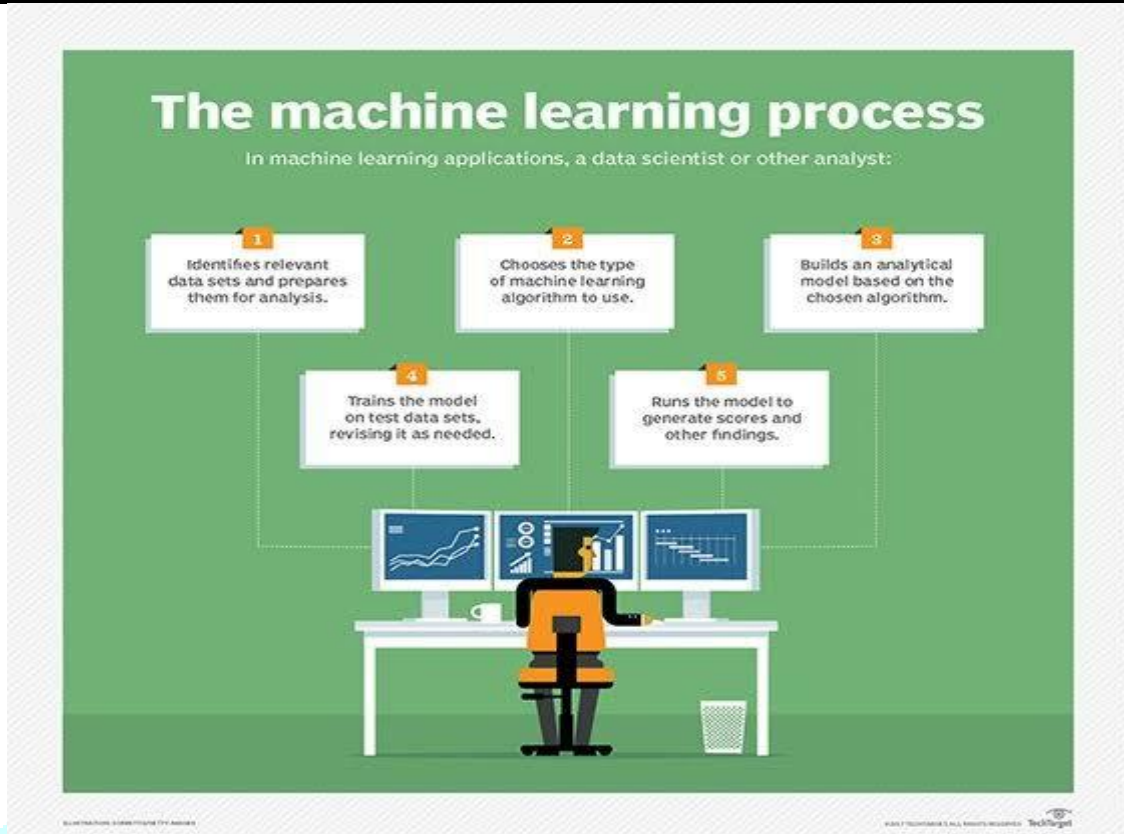 The machine learning process
In machine learning applications, a data scientist or other analyst:
1
Identifies relevant
data sets and prepares
them for analysis.
2
Chooses the type
of machine learning
algorithm to use.
3
Builds an analytical
model based on the
chosen algorithm.
4
Trains the model
on test data sets,
revising it as needed.
5
Runs the model to
generate scores and
other findings.
TechTarget